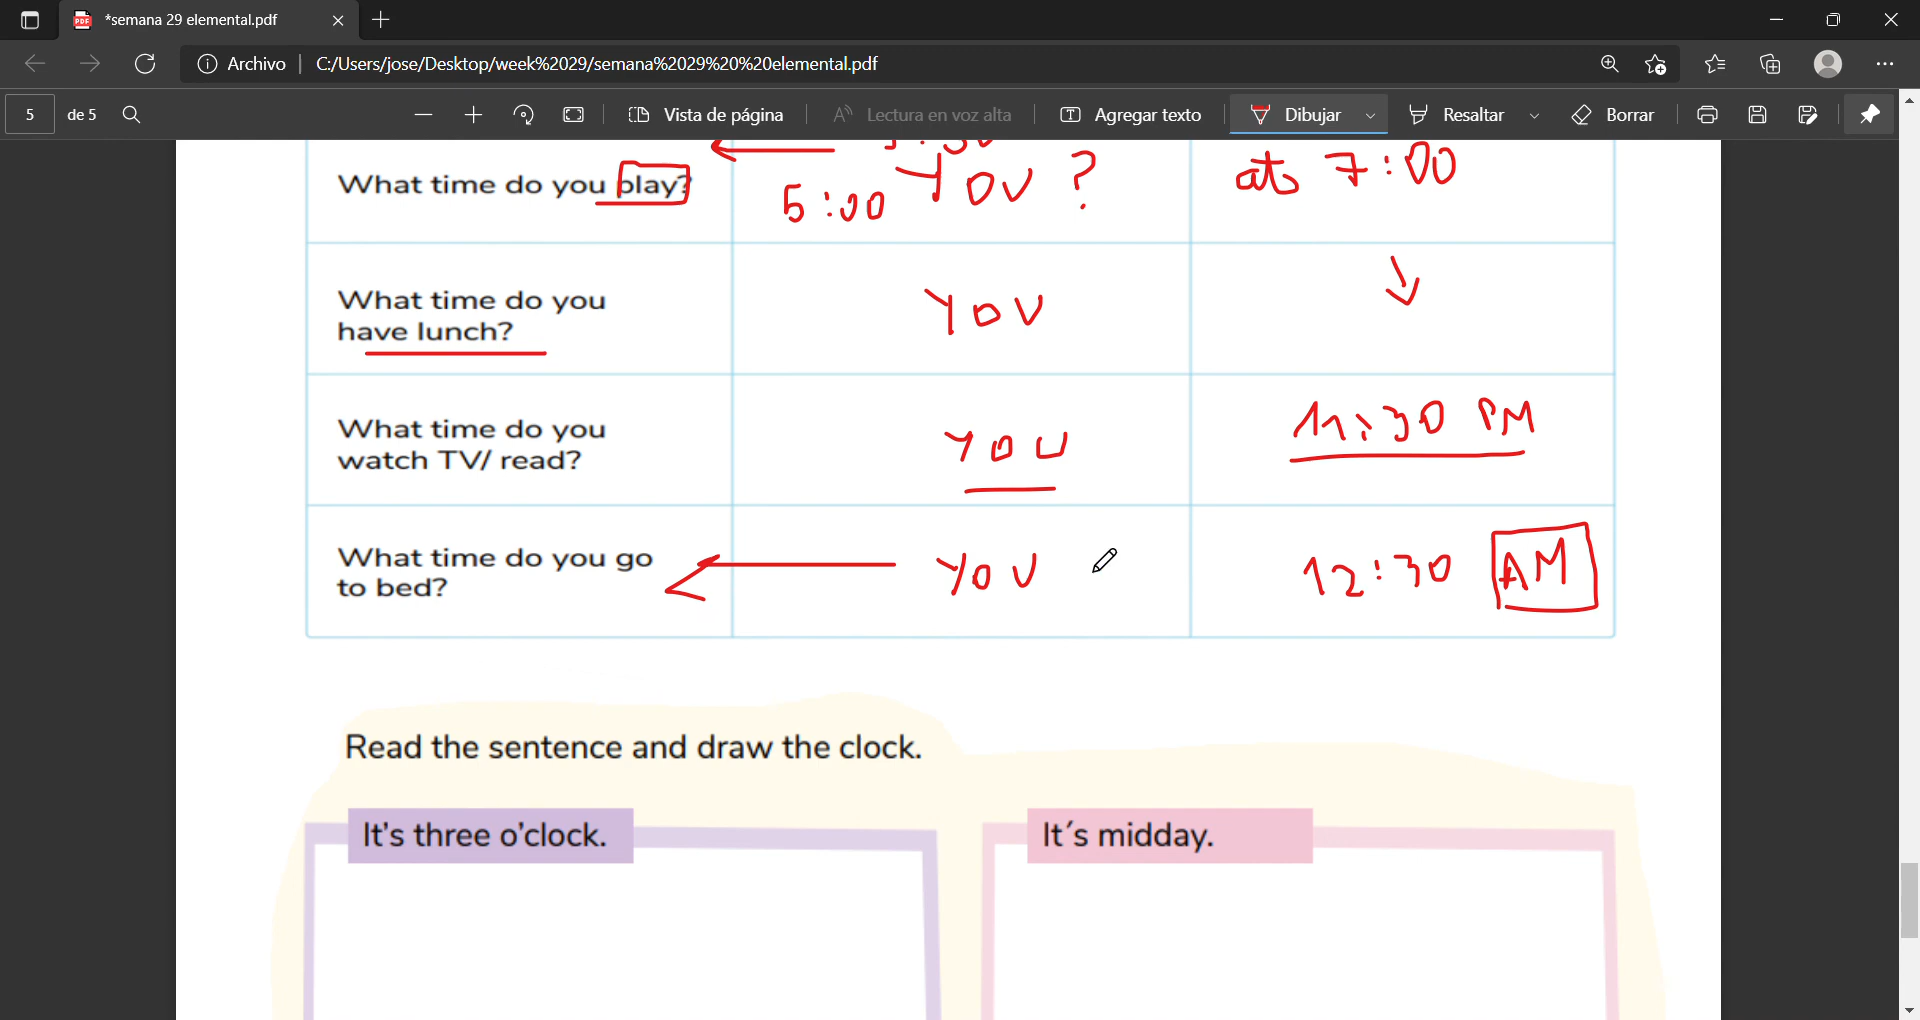 *semana 29 elemental.pdf
Archivo | C:/Users/jose/Desktop/week%2029/semana%2029%20%20elemental.pdf
5 de 5 Vista de página Lectura en voz alta Agregar texto Dibujar Resaltar Borrar
What time do you play?
5:00 YOU ?
at 7:00
What time do you
have lunch?
YOU
What time do you
watch TV/ read?
YOU
11:30 PM
What time do you go
to bed?
YOU
12:30 AM
Read the sentence and draw the clock.
It's three o'clock.
It´s midday.